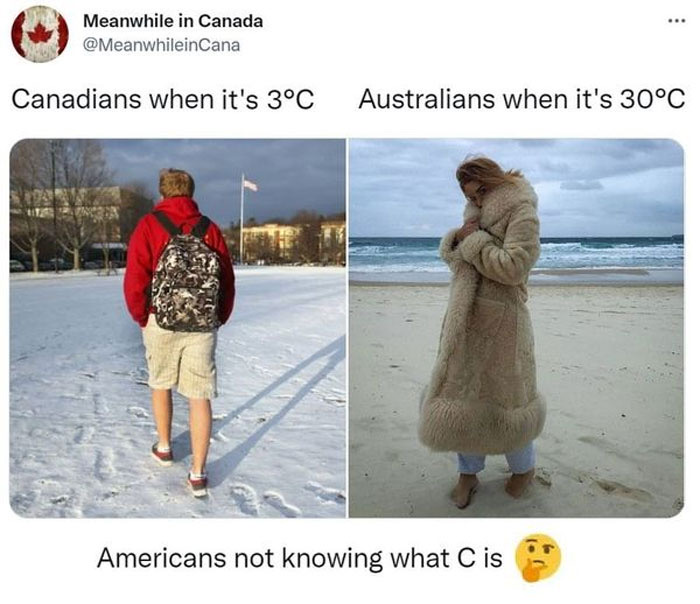 Meanwhile in Canada
@MeanwhileinCana
Canadians when it's 3°C
Australians when it's 30°C
Americans not knowing what C is 🤔